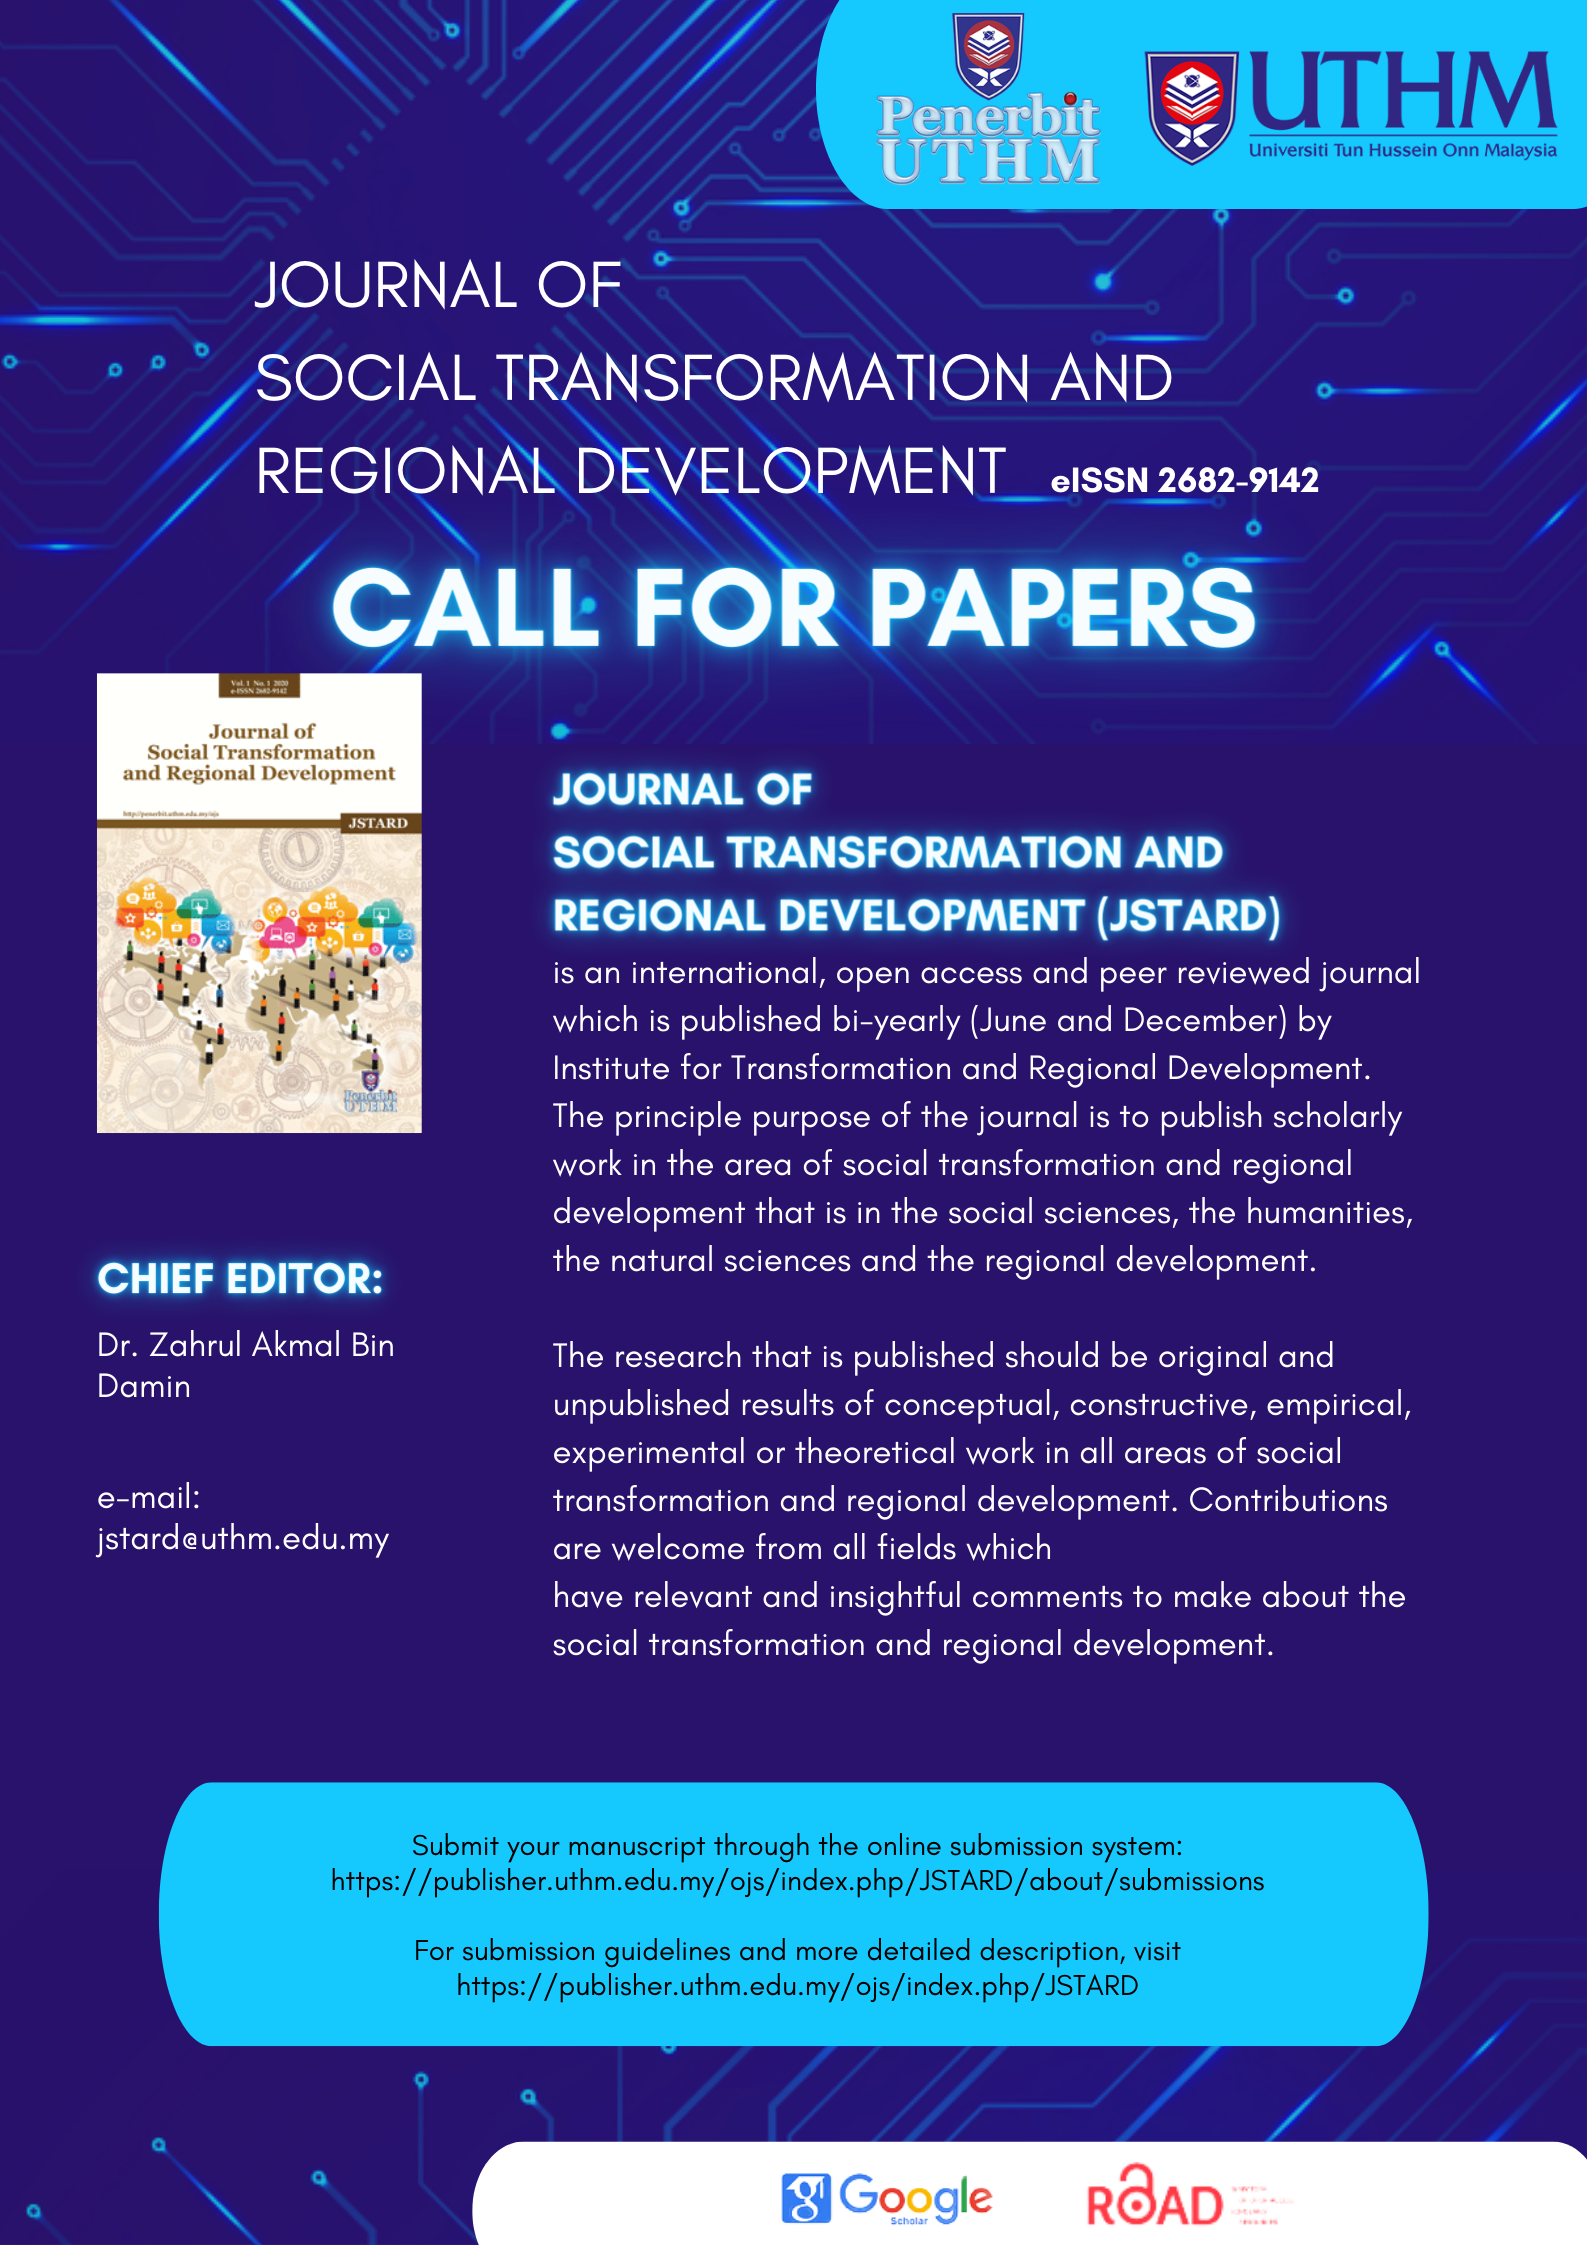 Penerbit
UTHM
UTHM
Universiti Tun Hussein Onn Malaysia
JOURNAL OF
SOCIAL TRANSFORMATION AND
REGIONAL DEVELOPMENT eISSN 2682-9142
CALL FOR PAPERS
Vol. 1 No. 1 2020
e-ISSN 2682-9142
Journal of
Social Transformation
and Regional Development
http://penerbit.uthm.edu.my/ojs
JSTARD
Penerbit
UTHM
CHIEF EDITOR:
Dr. Zahrul Akmal Bin
Damin
e-mail:
jstard@uthm.edu.my
JOURNAL OF
SOCIAL TRANSFORMATION AND
REGIONAL DEVELOPMENT (JSTARD)
is an international, open access and peer reviewed journal
which is published bi-yearly (June and December) by
Institute for Transformation and Regional Development.
The principle purpose of the journal is to publish scholarly
work in the area of social transformation and regional
development that is in the social sciences, the humanities,
the natural sciences and the regional development.
The research that is published should be original and
unpublished results of conceptual, constructive, empirical,
experimental or theoretical work in all areas of social
transformation and regional development. Contributions
are welcome from all fields which
have relevant and insightful comments to make about the
social transformation and regional development.
Submit your manuscript through the online submission system:
https://publisher.uthm.edu.my/ojs/index.php/JSTARD/about/submissions
For submission guidelines and more detailed description, visit
https://publisher.uthm.edu.my/ojs/index.php/JSTARD
Google
Scholar
ROAD